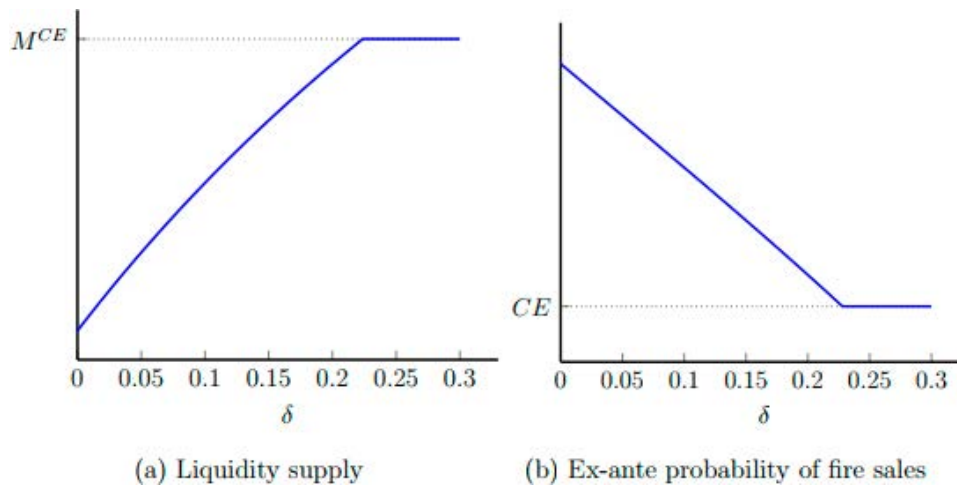 M^{CE}
0 0.05 0.1 0.15 0.2 0.25 0.3
δ
(a) Liquidity supply
CE
0 0.05 0.1 0.15 0.2 0.25 0.3
δ
(b) Ex-ante probability of fire sales